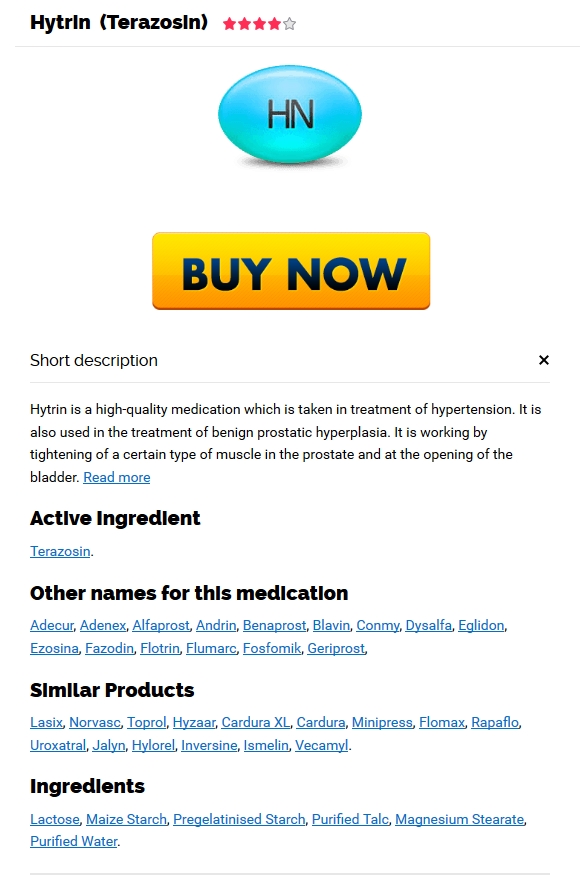 Hytrin (Terazosin)
HN
BUY NOW
Short description ×
Hytrin is a high-quality medication which is taken in treatment of hypertension. It is
also used in the treatment of benign prostatic hyperplasia. It is working by
tightening of a certain type of muscle in the prostate and at the opening of the
bladder. Read more
Active Ingredient
Terazosin.
Other names for this medication
Adecur, Adenex, Alfaprost, Andrin, Benaprost, Blavin, Conmy, Dysalfa, Eglidon,
Ezosina, Fazodin, Flotrin, Flumarc, Fosfomik, Geriprost,
Similar Products
Lasix, Norvasc, Toprol, Hyzaar, Cardura XL, Cardura, Minipress, Flomax, Rapaflo,
Uroxatral, Jalyn, Hylorel, Inversine, Ismelin, Vecamyl.
Ingredients
Lactose, Maize Starch, Pregelatinised Starch, Purified Talc, Magnesium Stearate,
Purified Water.